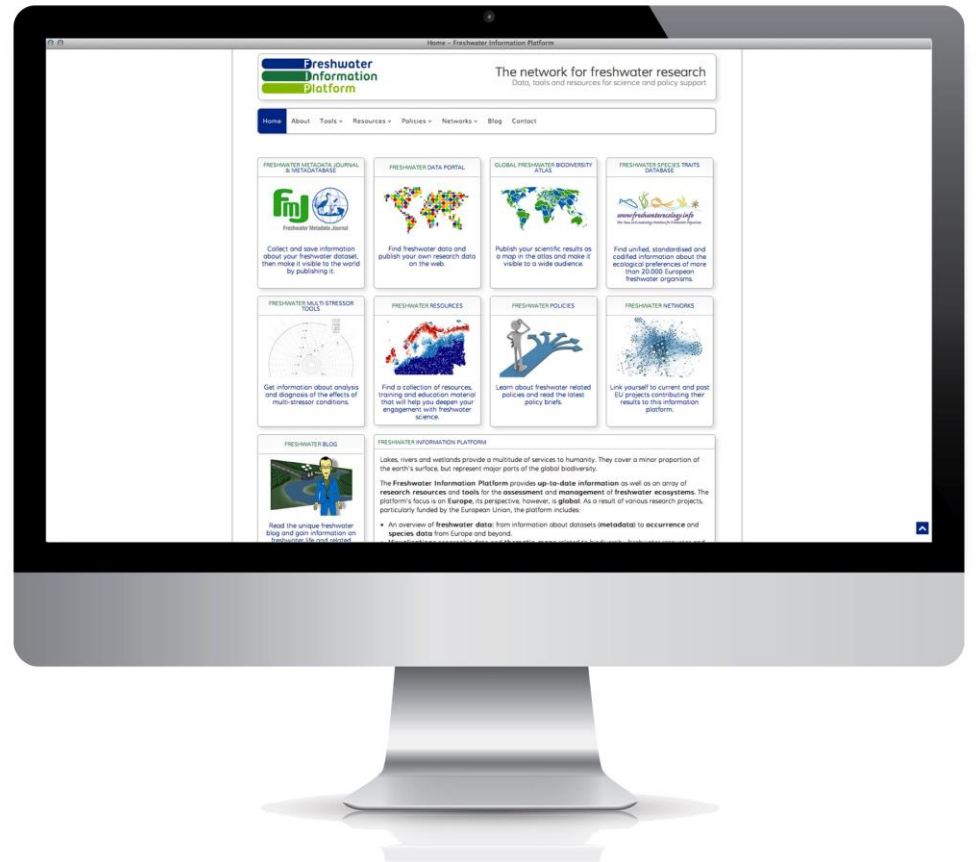 Home – Freshwater Information Platform
Freshwater
Information
Platform
The network for freshwater research
Data, tools and resources for science and policy support
Home About Tools Resources Policies Networks Blog Contact
FRESHWATER METADATA JOURNAL
& METADATABASE
fmj
Freshwater Metadata Journal
Collect and save information
about your freshwater dataset,
then make it visible to the world
by publishing it.
FRESHWATER DATA PORTAL
Find freshwater data and
publish your own research data
on the web.
GLOBAL FRESHWATER BIODIVERSITY
ATLAS
Publish your scientific results as
a map in the atlas and make it
visible to a wide audience.
FRESHWATER SPECIES TRAITS
DATABASE
www.freshwaterecology.info
Find unified, standardised and
codified information about the
ecological preferences of more
than 20.000 European
freshwater organisms.
FRESHWATER MULTI-STRESSOR
TOOLS
Get information about analysis
and diagnosis of the effects of
multi-stressor conditions.
FRESHWATER RESOURCES
Find a collection of resources,
training and education material
that will help you deepen your
engagement with freshwater
science.
FRESHWATER POLICIES
Learn about freshwater related
policies and read the latest
policy briefs.
FRESHWATER NETWORKS
Link yourself to current and past
EU projects contributing their
results to this information
platform.
FRESHWATER BLOG
Read the unique freshwater
blog and gain information on
freshwater life and related
FRESHWATER INFORMATION PLATFORM
Lakes, rivers and wetlands provide a multitude of services to humanity. They cover a minor proportion of
the earth's surface, but represent major parts of the global biodiversity.
The Freshwater Information Platform provides up-to-date information as well as an array of
research resources and tools for the assessment and management of freshwater ecosystems. The
platform's focus is on Europe, its perspective, however, is global. As a result of various research projects,
particularly funded by the European Union, the platform includes:
• An overview of freshwater data: from information about datasets (metadata) to occurrence and
species data from Europe and beyond.